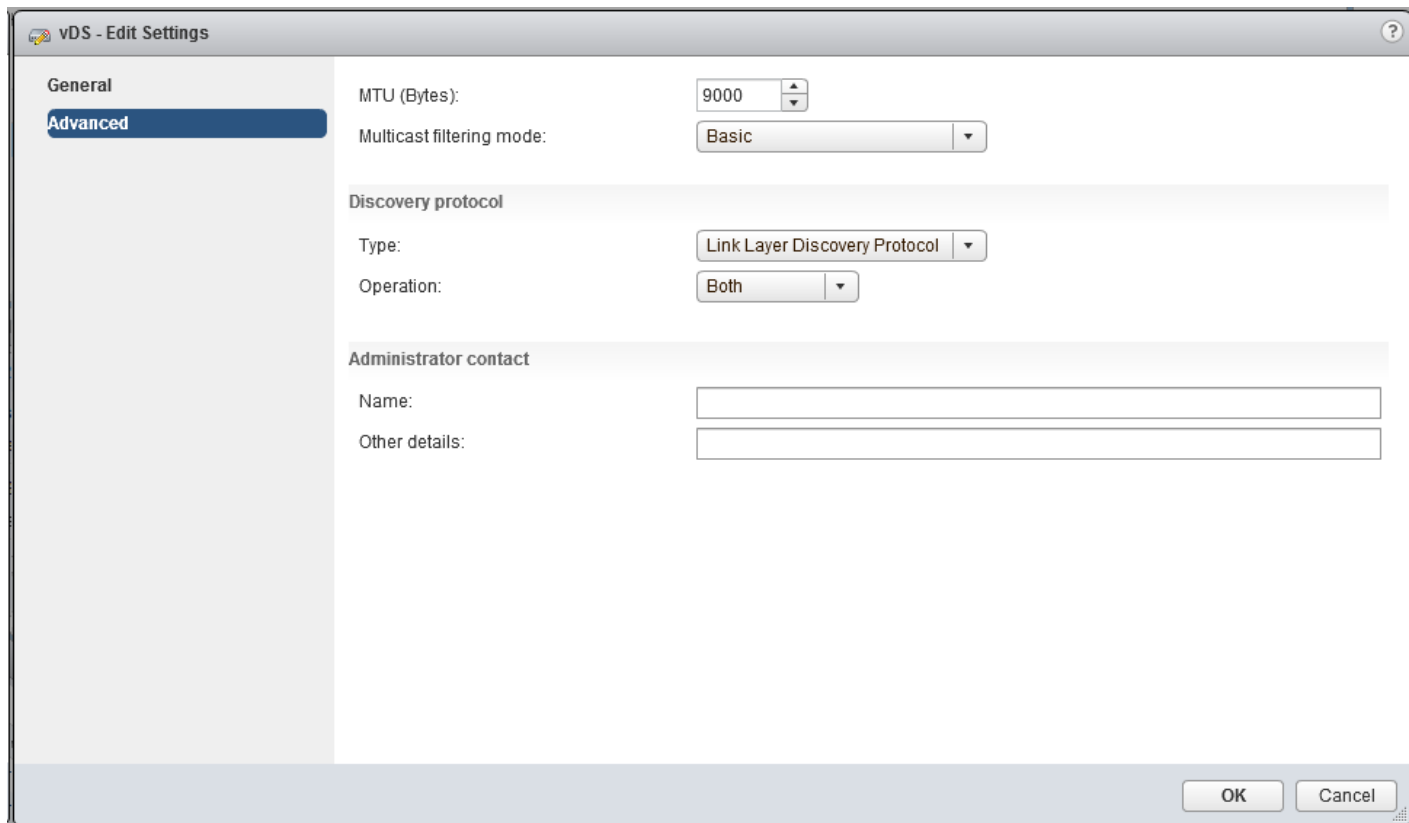 vDS - Edit Settings
?
General
Advanced
MTU (Bytes): 9000
Multicast filtering mode: Basic
Discovery protocol
Type: Link Layer Discovery Protocol
Operation: Both
Administrator contact
Name:
Other details:
OK Cancel